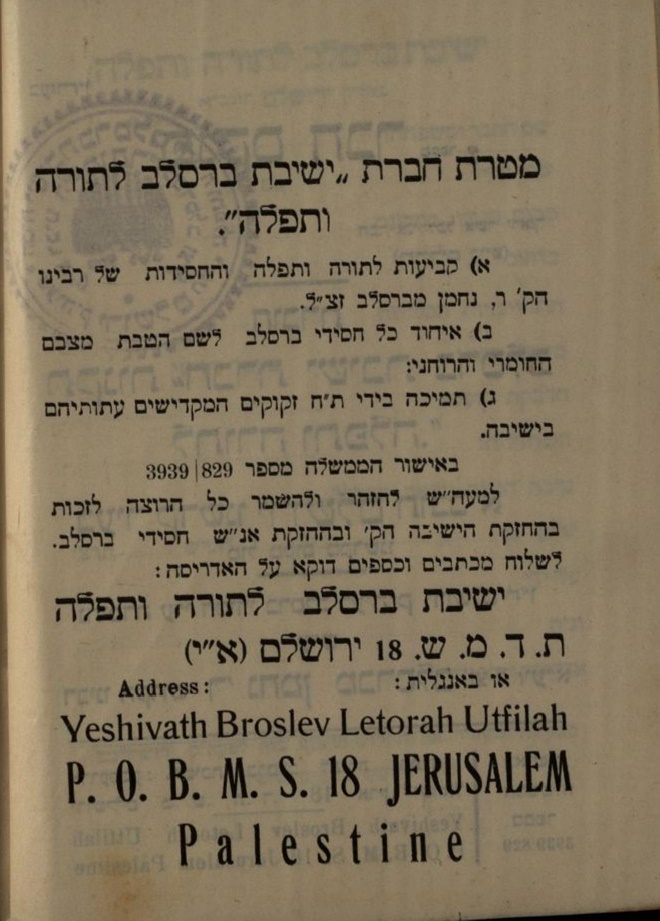 מטרת חברת „ישיבת ברסלב לתורה
ותפלה".
א) קביעות לתורה ותפלה והחסידות של רבינו
הק' ר, נחמן מברסלב זצ"ל.
ב) איחוד כל חסידי ברסלב לשם הטבת מצבם
החומרי והרוחני:
ג) תמיכה בידי ת"ח זקוקים המקדישים עתותיהם
בישיבה.
באישור הממשלה מספר 829|3939
למעה"ש להזהר ולהשמר כל הרוצה לזכות
בהחזקת הישיבה הק' ובהחזקת אנ"ש חסידי ברסלב.
לשלוח מכתבים וכספים דוקא על האדריסה:
ישיבת ברסלב לתורה ותפלה
ת. ד. מ. ש. 18 ירושלם (א"י)
או באנגלית: Address:
Yeshivath Broslev Letorah Utfilah
P. O. B. M. S. 18 JERUSALEM
Palestine